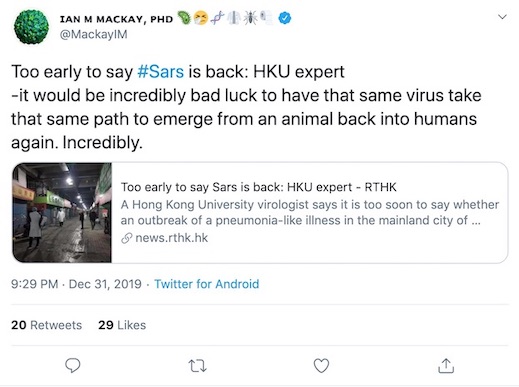 IAN M MACKAY, PHD
@MackayIM
Too early to say #Sars is back: HKU expert
-it would be incredibly bad luck to have that same virus take
that same path to emerge from an animal back into humans
again. Incredibly.
Too early to say Sars is back: HKU expert - RTHK
A Hong Kong University virologist says it is too soon to say whether
an outbreak of a pneumonia-like illness in the mainland city of ...
news.rthk.hk
9:29 PM · Dec 31, 2019 · Twitter for Android
20 Retweets 29 Likes